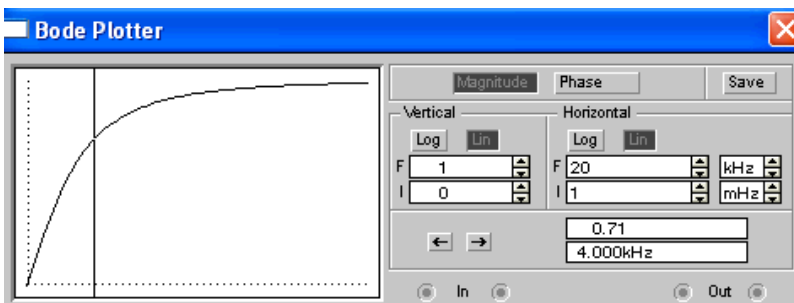 Bode Plotter
Magnitude Phase Save
Vertical Horizontal
Log Lin Log Lin
F 1 F 20 kHz
I 0 I 1 mHz
← → 0.71
4.000kHz
In Out